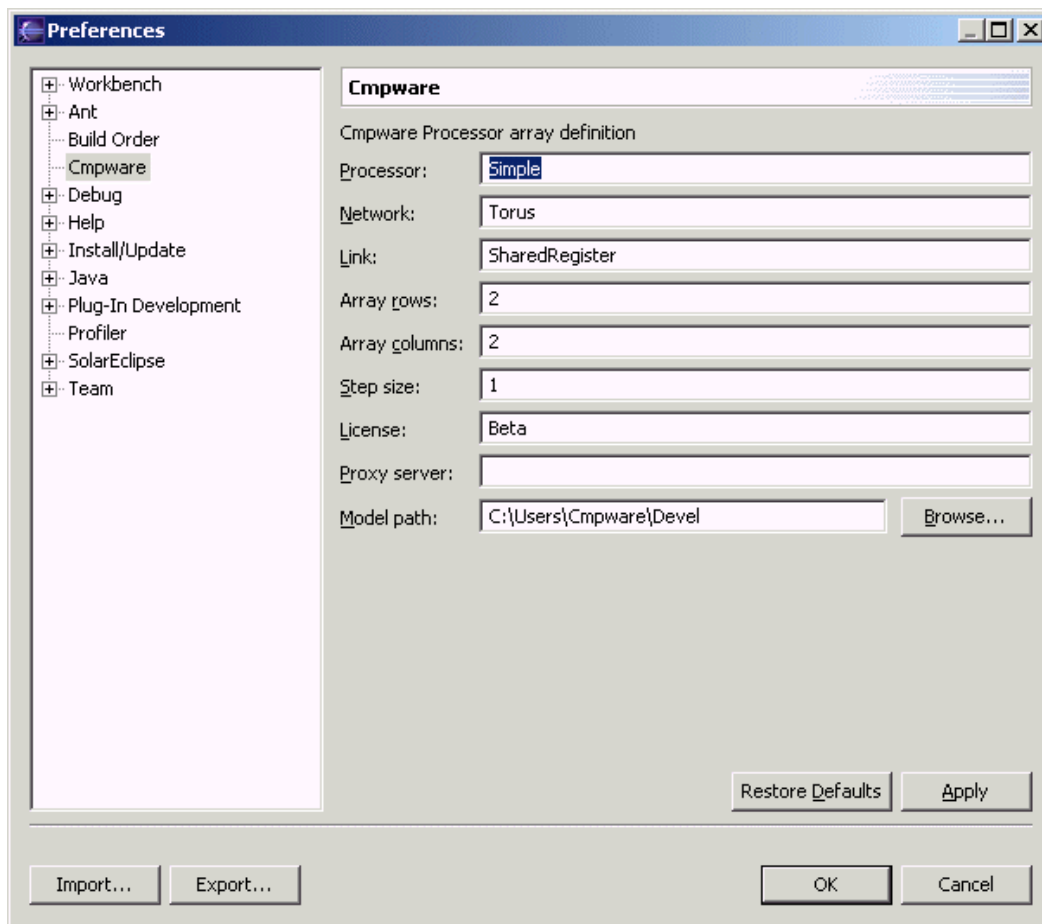 Preferences
Workbench
Ant
Build Order
Cmpware
Debug
Help
Install/Update
Java
Plug-In Development
Profiler
SolarEclipse
Team
Cmpware
Cmpware Processor array definition
Processor: Simple
Network: Torus
Link: SharedRegister
Array rows: 2
Array columns: 2
Step size: 1
License: Beta
Proxy server:
Model path: C:\Users\Cmpware\Devel Browse...
Restore Defaults Apply
Import... Export... OK Cancel